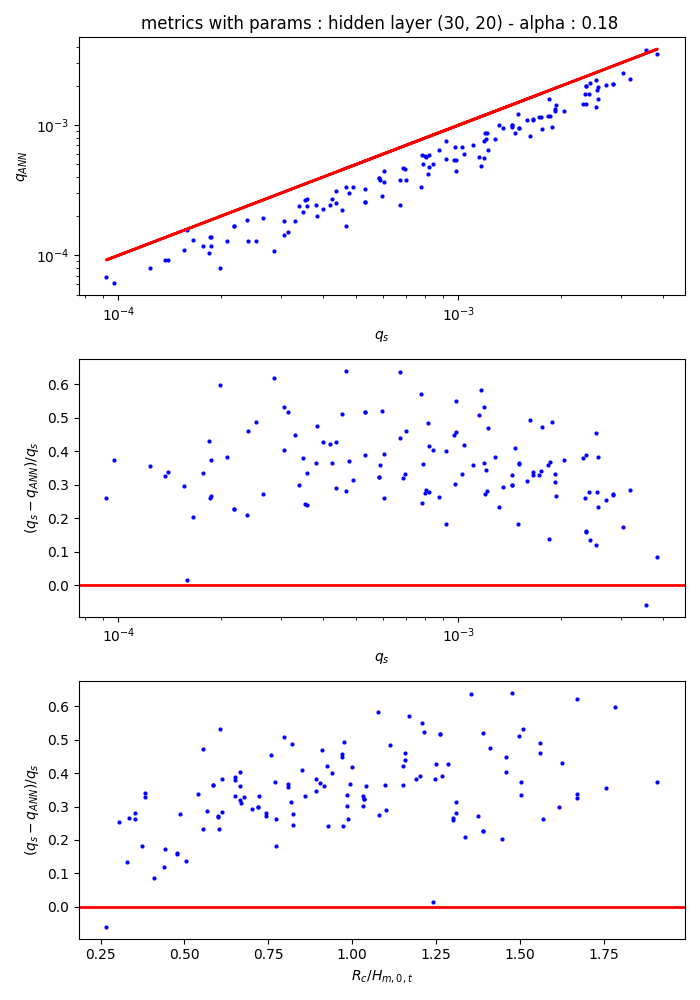 metrics with params : hidden layer (30, 20) - alpha : 0.18
10⁻³
10⁻⁴
q_ANN
10⁻⁴ 10⁻³
q_s
0.6
0.5
0.4
0.3
0.2
0.1
0.0
(q_s − q_ANN)/q_s
10⁻⁴ 10⁻³
q_s
0.6
0.5
0.4
0.3
0.2
0.1
0.0
(q_s − q_ANN)/q_s
0.25 0.50 0.75 1.00 1.25 1.50 1.75
R_c/H_m, 0, t